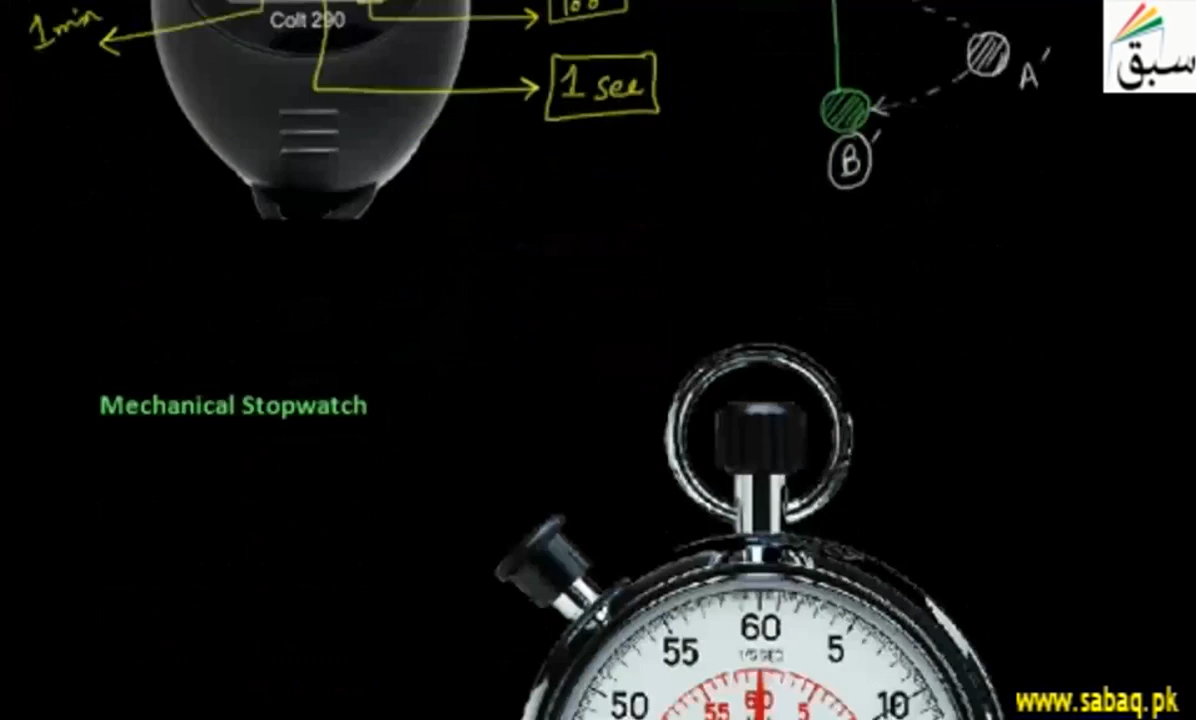 1 min
Colt 290
100
1 sec
A'
B'
سبق
Mechanical Stopwatch
60
55
5
1/5 SEC
50
10
60
55
5
www.sabaq.pk